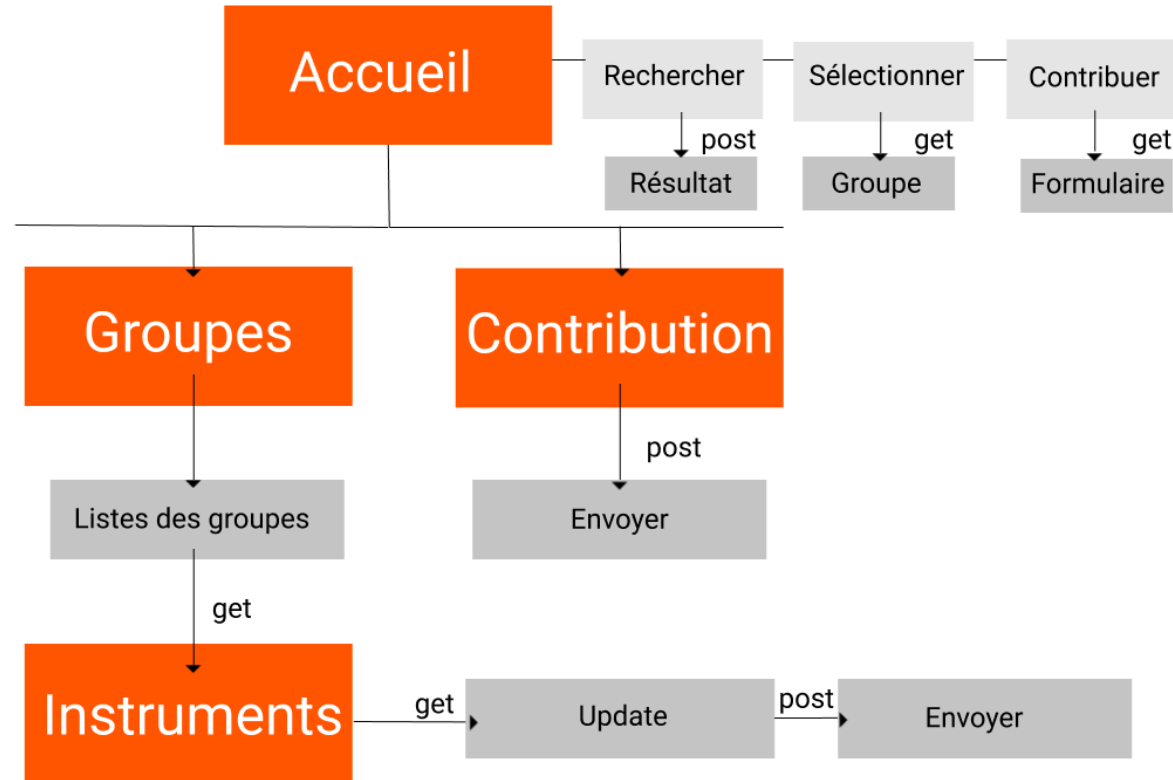 Accueil
Rechercher
Sélectionner
Contribuer
post
get
get
Résultat
Groupe
Formulaire
Groupes
Contribution
post
Listes des groupes
Envoyer
get
Instruments
get
Update
post
Envoyer